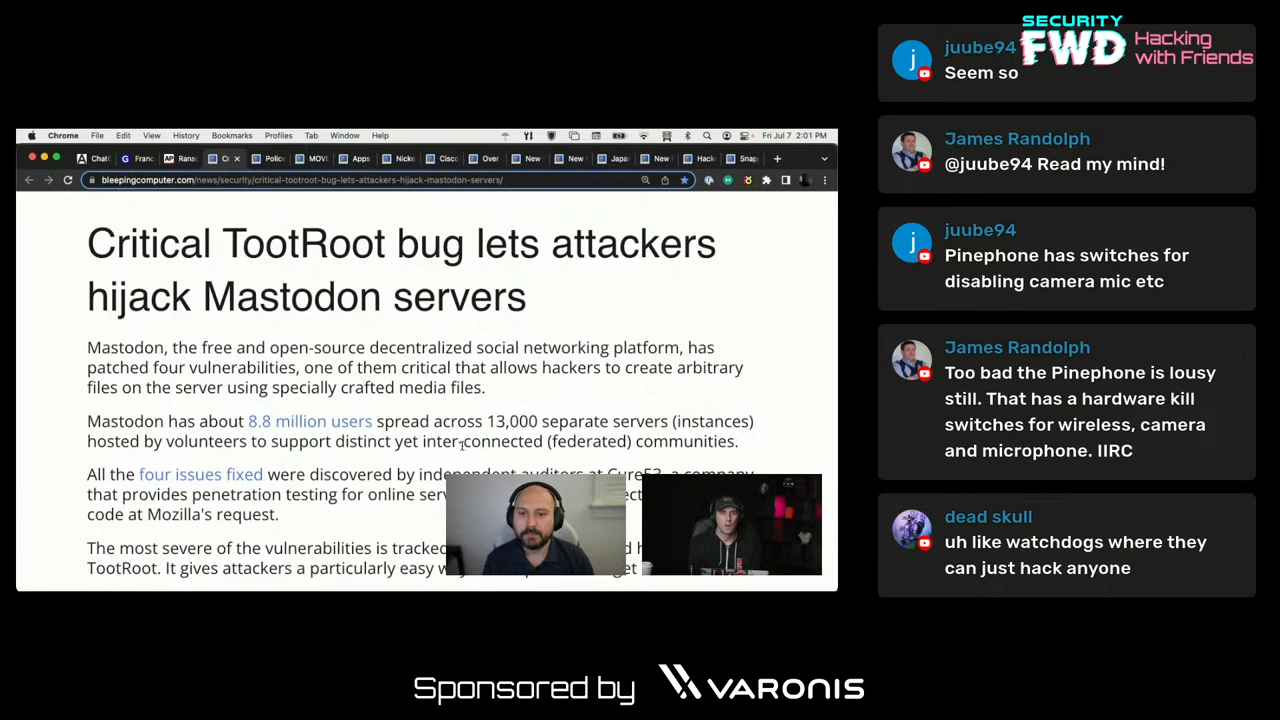 SECURITY
FWD
Hacking
with Friends
Chrome File Edit View History Bookmarks Profiles Tab Window Help
Fri Jul 7 2:01 PM
bleepingcomputer.com/news/security/critical-tootroot-bug-lets-attackers-hijack-mastodon-servers/
Critical TootRoot bug lets attackers
hijack Mastodon servers
Mastodon, the free and open-source decentralized social networking platform, has
patched four vulnerabilities, one of them critical that allows hackers to create arbitrary
files on the server using specially crafted media files.
Mastodon has about 8.8 million users spread across 13,000 separate servers (instances)
hosted by volunteers to support distinct yet inter-connected (federated) communities.
All the four issues fixed were discovered by independent auditors at Cure53, a company
that provides penetration testing for online
code at Mozilla's request.
The most severe of the vulnerabilities is tracked
TootRoot. It gives attackers a particularly easy
juube94
Seem so
James Randolph
@juube94 Read my mind!
juube94
Pinephone has switches for
disabling camera mic etc
James Randolph
Too bad the Pinephone is lousy
still. That has a hardware kill
switches for wireless, camera
and microphone. IIRC
dead skull
uh like watchdogs where they
can just hack anyone
Sponsored by VARONIS